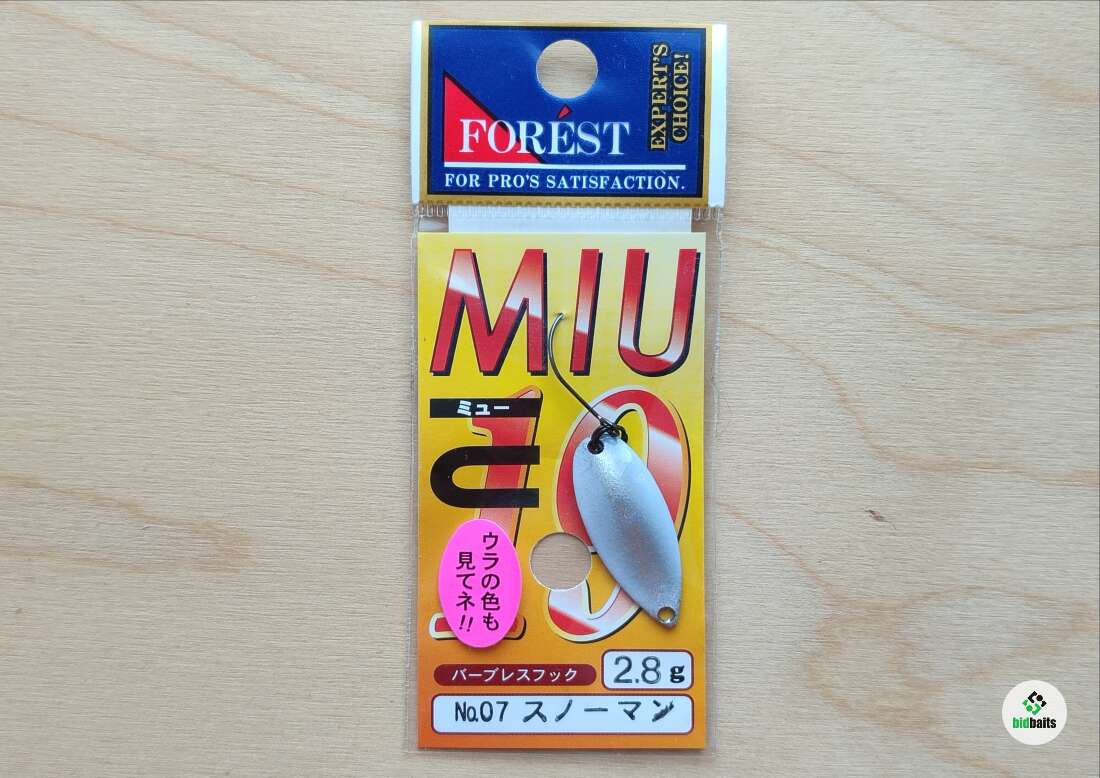 FORÉST
EXPERT'S
CHOICE!
FOR PRO'S SATISFACTION.
MIU
ミュー
19
ウラの色も
見てネ!!
バーブレスフック
2.8g
No.07 スノーマン
bidbaits